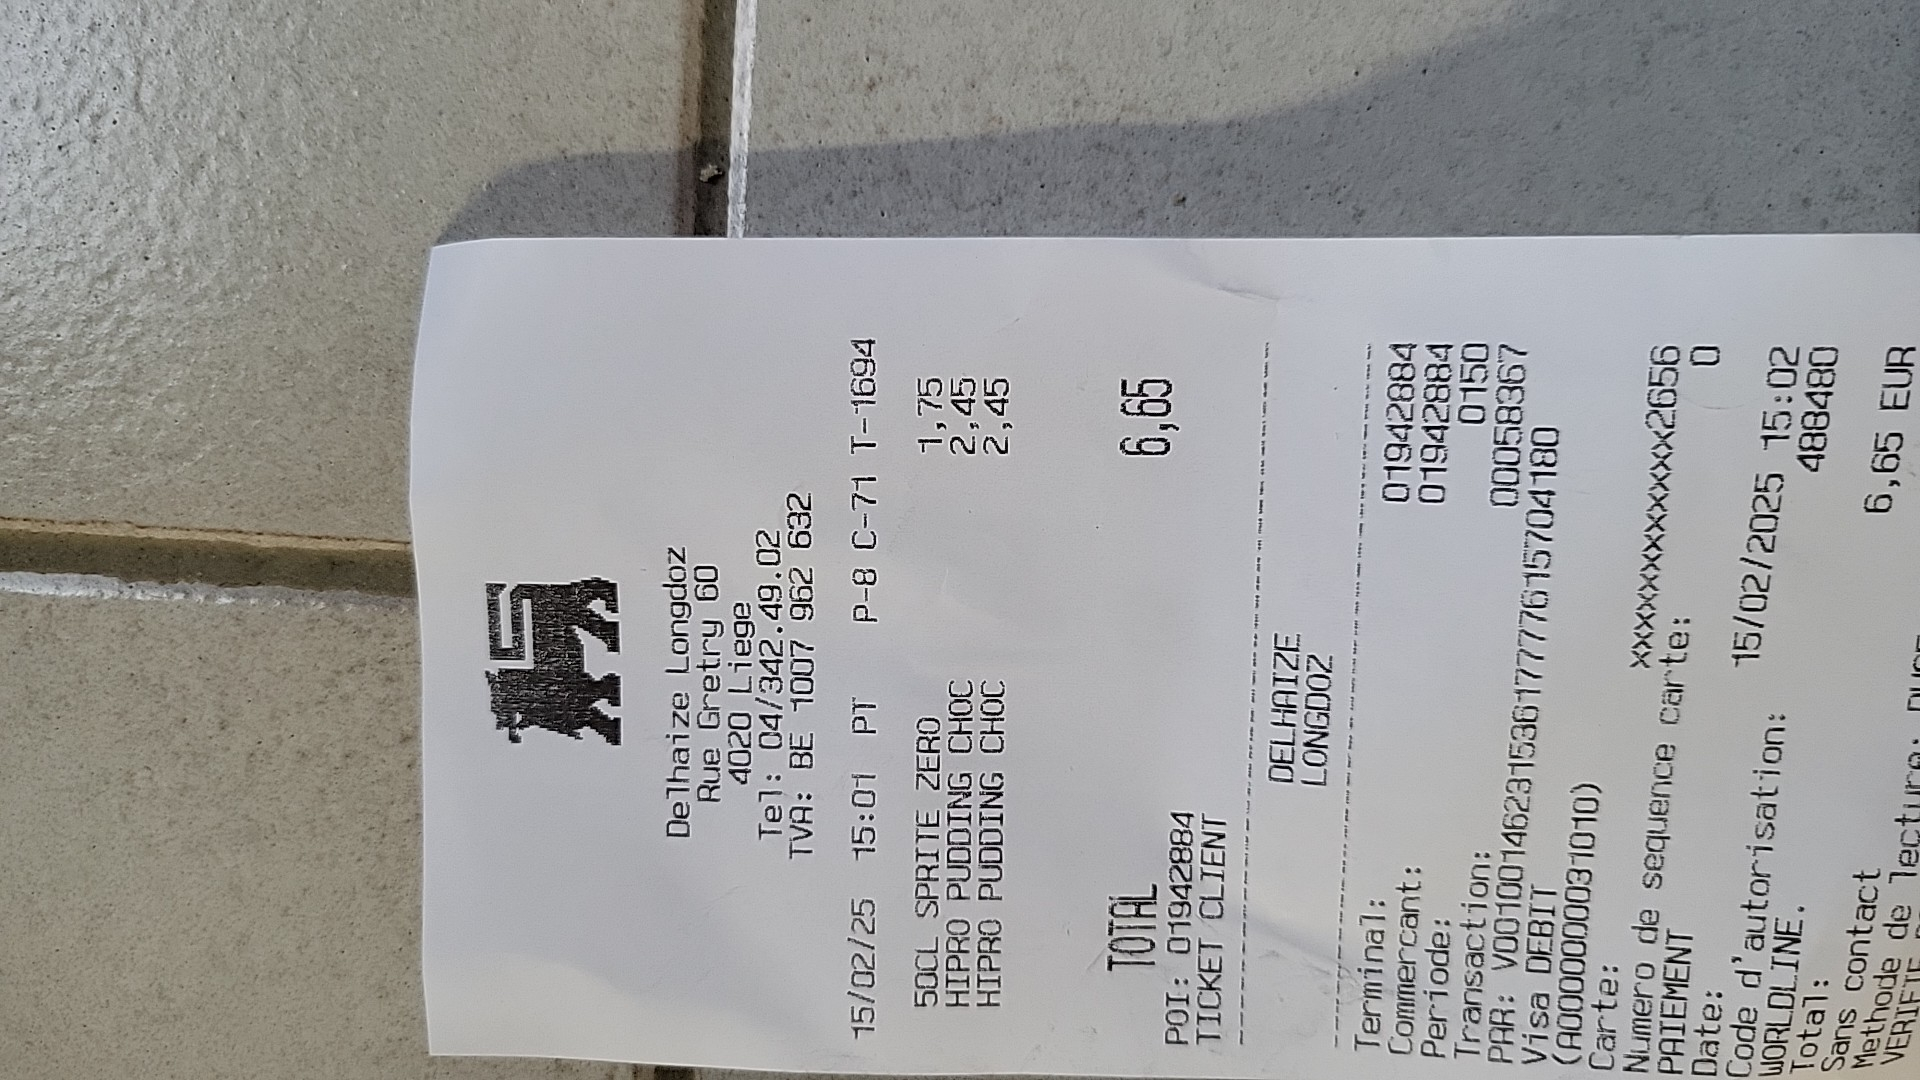 Delhaize Longdoz
Rue Gretry 60
4020 Liege
Tel: 04/342.49.02
TVA: BE 1007 962 632
15/02/25 15:01 PT P-8 C-71 T-1694
50CL SPRITE ZERO 1,75
HIPRO PUDDING CHOC 2,45
HIPRO PUDDING CHOC 2,45
TOTAL 6,65
POI: 01942884
TICKET CLIENT
DELHAIZE
LONGDOZ
Terminal: 01942884
Commercant: 01942884
Periode: 0150
Transaction: 00058367
PAR: V0010014623153861777761570418​0
Visa DEBIT
(A0000000031010)
Carte: xxxxxxxxxxxxxxx2656
Numero de sequence carte: 0
PAIEMENT
Date: 15/02/2025 15:02
Code d'autorisation: 488480
WORLDLINE.
Total: 6,65 EUR
Sans contact
Methode de lecture:
VERIFIE